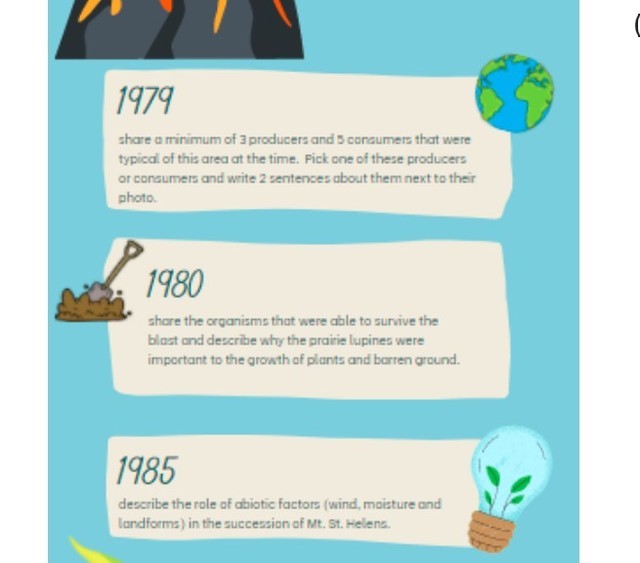 (
1979
share a minimum of 3 producers and 5 consumers that were
typical of this area at the time. Pick one of these producers
or consumers and write 2 sentences about them next to their
photo.
1980
share the organisms that were able to survive the
blast and describe why the prairie lupines were
important to the growth of plants and barren ground.
1985
describe the role of abiotic factors (wind, moisture and
landforms) in the succession of Mt. St. Helens.